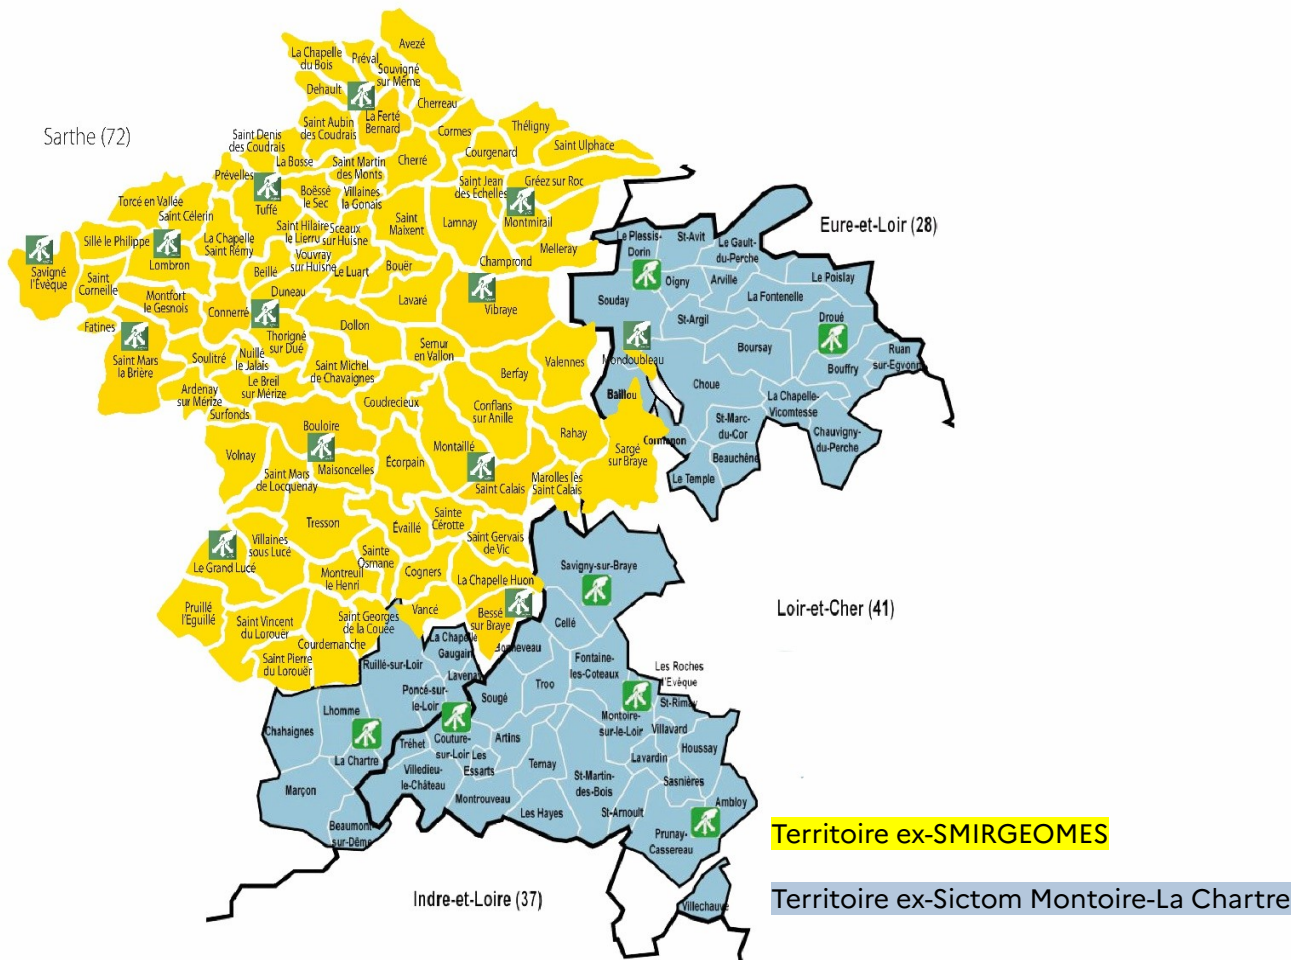 Avezé
La Chapelle
du Bois
Préval
Souvigné
sur Même
Dehault
Cherreau
La Ferté
Bernard
Saint Aubin
des Coudrais
Sarthe (72)
Saint Denis
des Coudrais
Cormes
Théligny
Saint Ulphace
Courgenard
La Bosse
Saint Martin
des Monts
Cherré
Prévelles
Saint Jean
des Échelles
Gréez sur Roc
Torcé en Vallée
Saint Célerin
Tuffé
Boëssé
le Sec
Villaines
la Gonais
Saint
Maixent
Lamnay
Montmirail
Sillé le Philippe
Lombron
La Chapelle
Saint Rémy
Saint Hilaire
le Lierru
Sceaux
sur Huisne
Vouvray
sur Huisne
Melleray
Champrond
Savigné
l'Évêque
Saint
Corneille
Beillé
Le Luart
Bouër
Montfort
le Gesnois
Duneau
Connerré
Lavaré
Vibraye
Fatines
Thorigné
sur Dué
Dollon
Saint Mars
la Brière
Soulitré
Nuillé
le Jalais
Semur
en Vallon
Valennes
Saint Michel
de Chavaignes
Berfay
Ardenay
sur Mérize
Le Breil
sur Mérize
Surfonds
Coudrecieux
Conflans
sur Anille
Bouloire
Rahay
Volnay
Maisoncelles
Écorpain
Montaillé
Sargé
sur Braye
Saint Mars
de Locquenay
Saint Calais
Marolles lès
Saint Calais
Tresson
Évaillé
Sainte
Cérotte
Saint Gervais
de Vic
Villaines
sous Lucé
Le Grand Lucé
Sainte
Osmane
Montreuil
le Henri
Cogners
La Chapelle Huon
Pruillé
l'Eguillé
Saint Vincent
du Lorouër
Saint Georges
de la Couée
Vancé
Bessé
sur Braye
Courdemanche
Saint Pierre
du Lorouër
Eure-et-Loir (28)
Le Plessis-
Dorin
St-Avit
Le Gault-
du-Perche
Oigny
Arville
Le Poislay
Souday
La Fontenelle
St-Argil
Droué
Mondoubleau
Boursay
Bouffry
Ruan
sur-Egvonne
Baillou
Choue
La Chapelle-
Vicomtesse
Cormenon
St-Marc-
du-Cor
Chauvigny-
du-Perche
Beauchêne
Le Temple
Savigny-sur-Braye
Loir-et-Cher (41)
Cellé
La Chapelle
Gaugain
Bonneveau
Ruillé-sur-Loir
Lavenay
Fontaine-
les-Coteaux
Les Roches
l'Evêque
Poncé-sur-
le-Loir
Sougé
Troo
St-Rimay
Lhomme
Montoire-
sur-le-Loir
Villavard
Chahaignes
Tréhet
Couture-
sur-Loir
Artins
Houssay
La Chartre
Les
Essarts
Lavardin
Villedieu-
le-Château
Ternay
Sasnières
St-Martin-
des-Bois
Marçon
Montrouveau
Ambloy
Les Hayes
St-Arnoult
Beaumont
sur-Dême
Prunay-
Cassereau
Territoire ex-SMIRGEOMES
Indre-et-Loire (37)
Villechauve
Territoire ex-Sictom Montoire-La Chartre